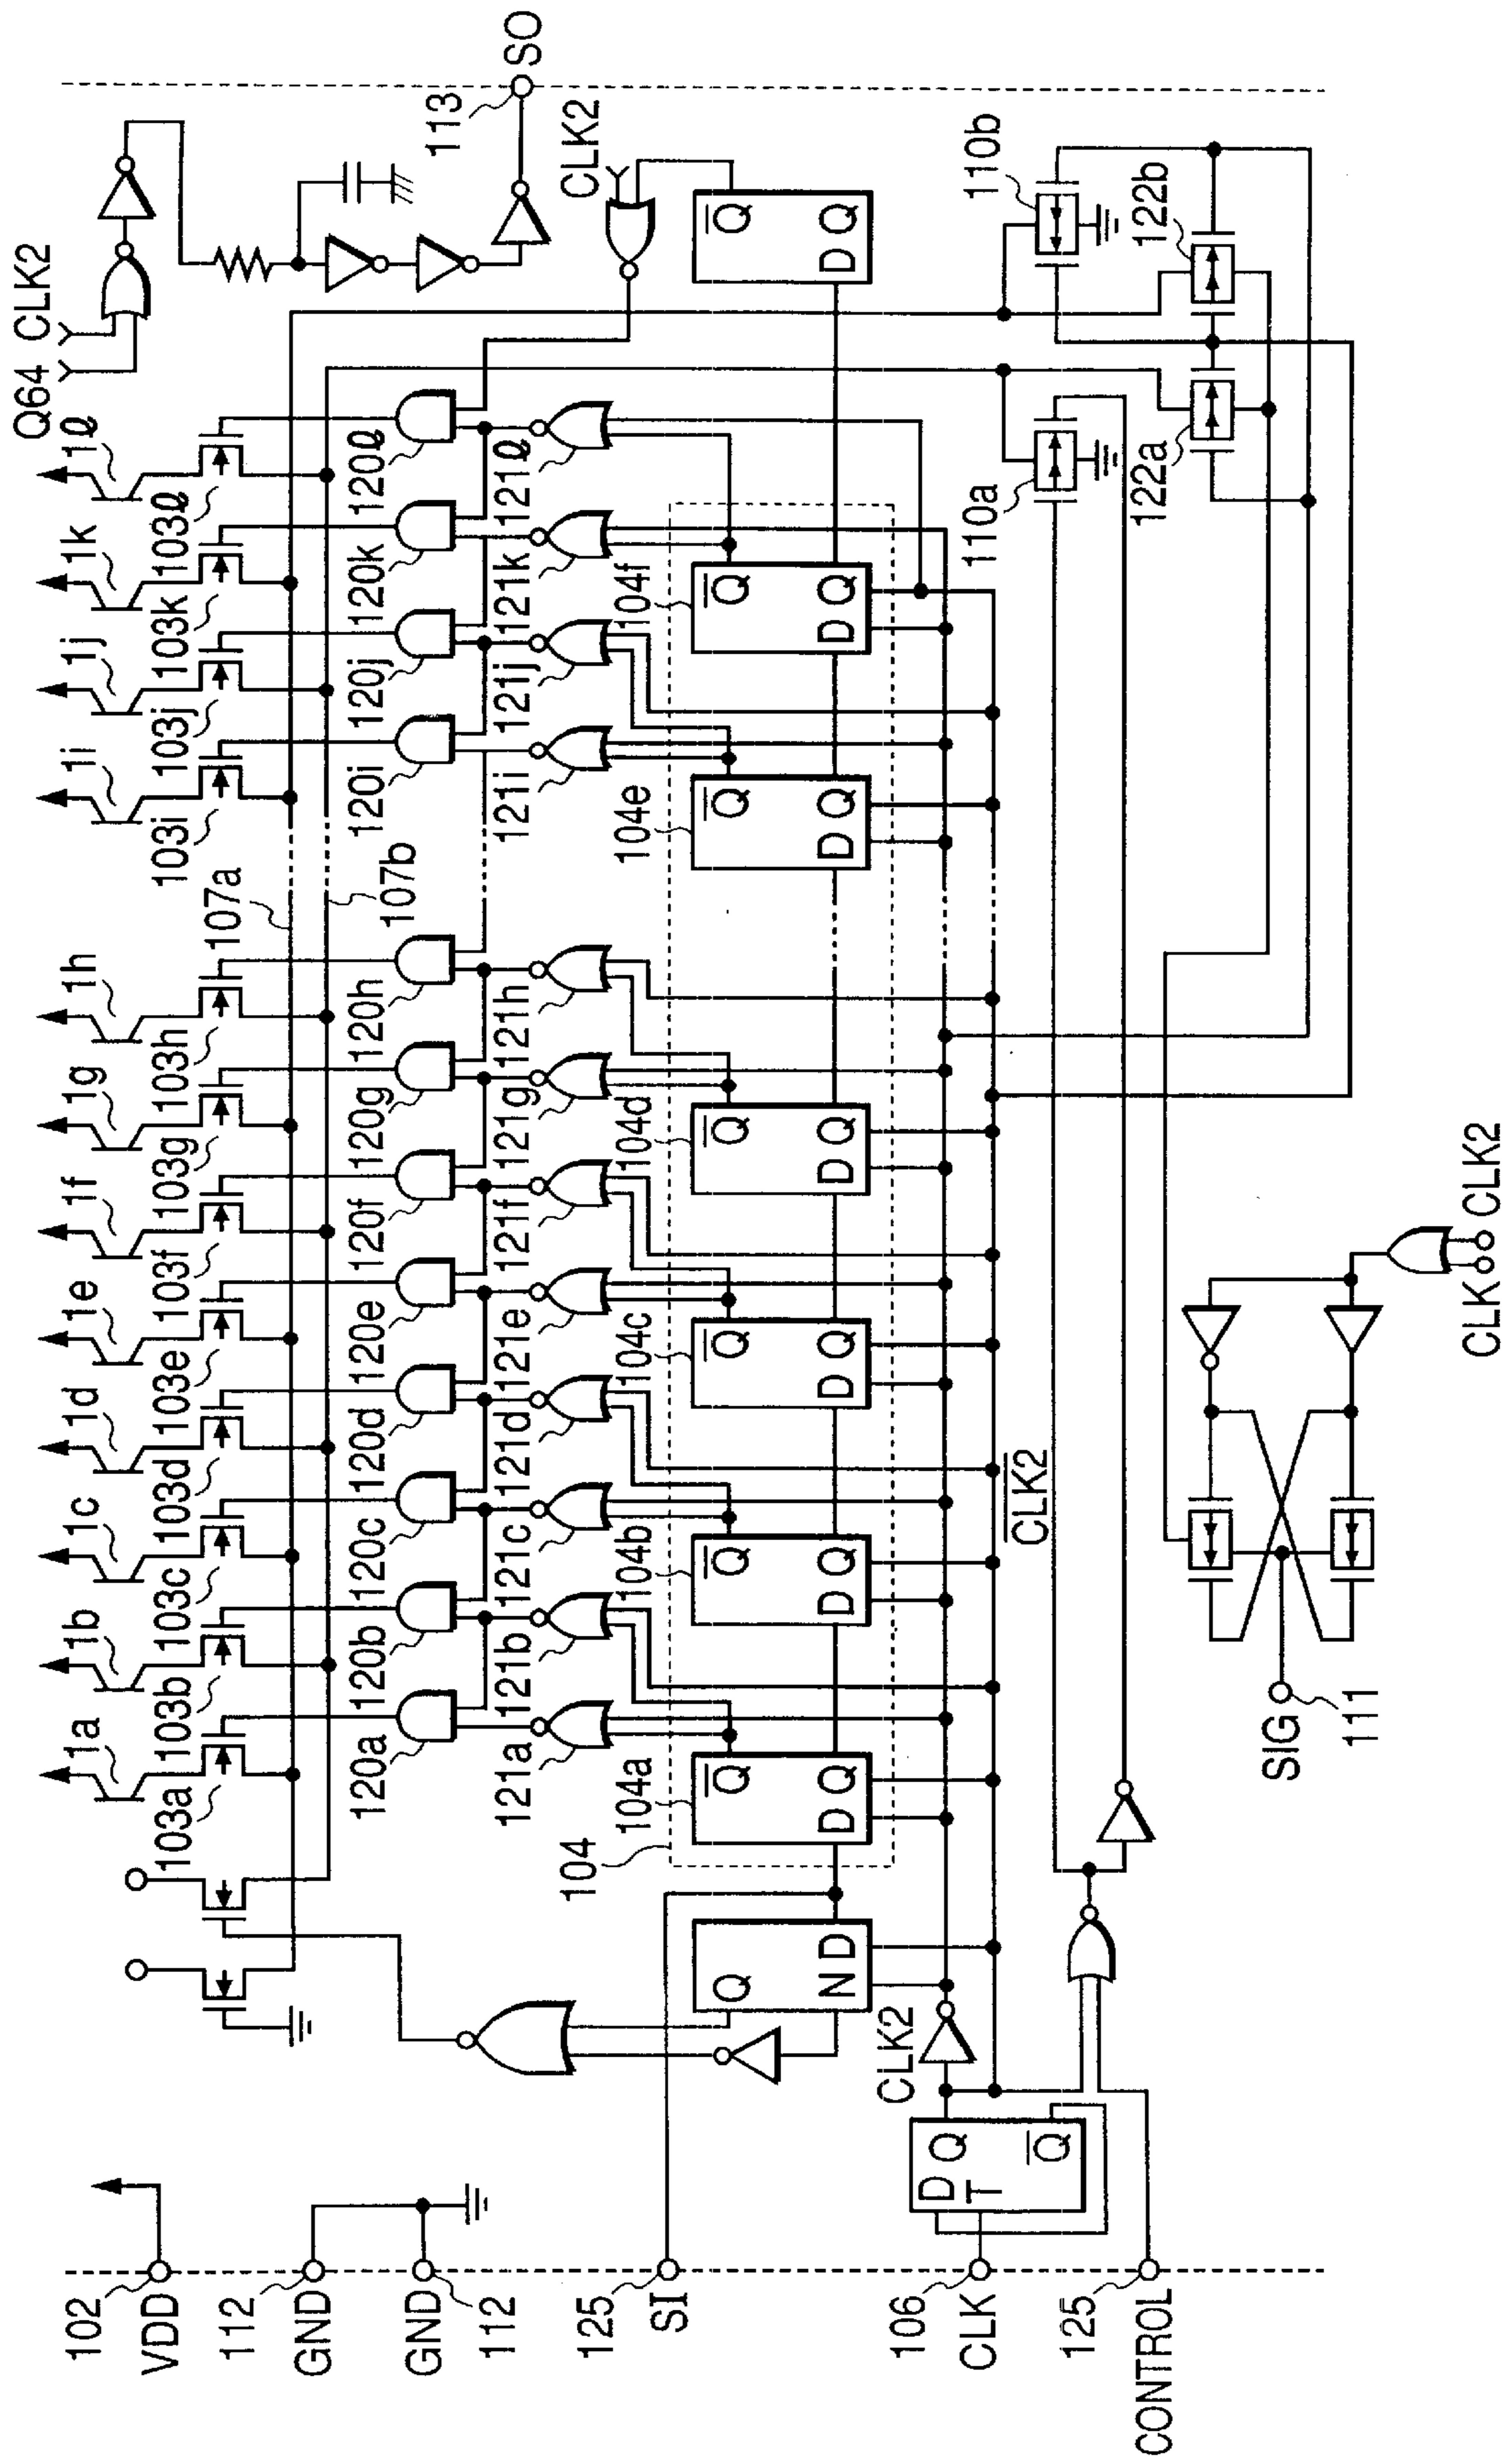 Q64 CLK2
1a 1b 1c 1d 1e 1f 1g 1h 1i 1j 1k 1ℓ
103a 103b 103c 103d 103e 103f 103g 103h 103i 103j 103k 103ℓ
107a
107b
120a 120b 120c 120d 120e 120f 120g 120h 120i 120j 120k 120ℓ
121a 121b 121c 121d 121e 121f 121g 121h 121i 121j 121k 121ℓ
113
SO
CLK2
102
VDD
112
GND
GND
112
125
SI
104
104a 104b 104c 104d 104e 104f
Q
N D
Q̅
D Q
Q̅
D Q
Q̅
D Q
Q̅
D Q
Q̅
D Q
Q̅
D Q
Q̅
D Q
CLK2
D Q
T
Q̅
106
CLK
125
CONTROL
C̅L̅K̅2̅
110a
110b
122a
122b
SIG
111
CLK
CLK2